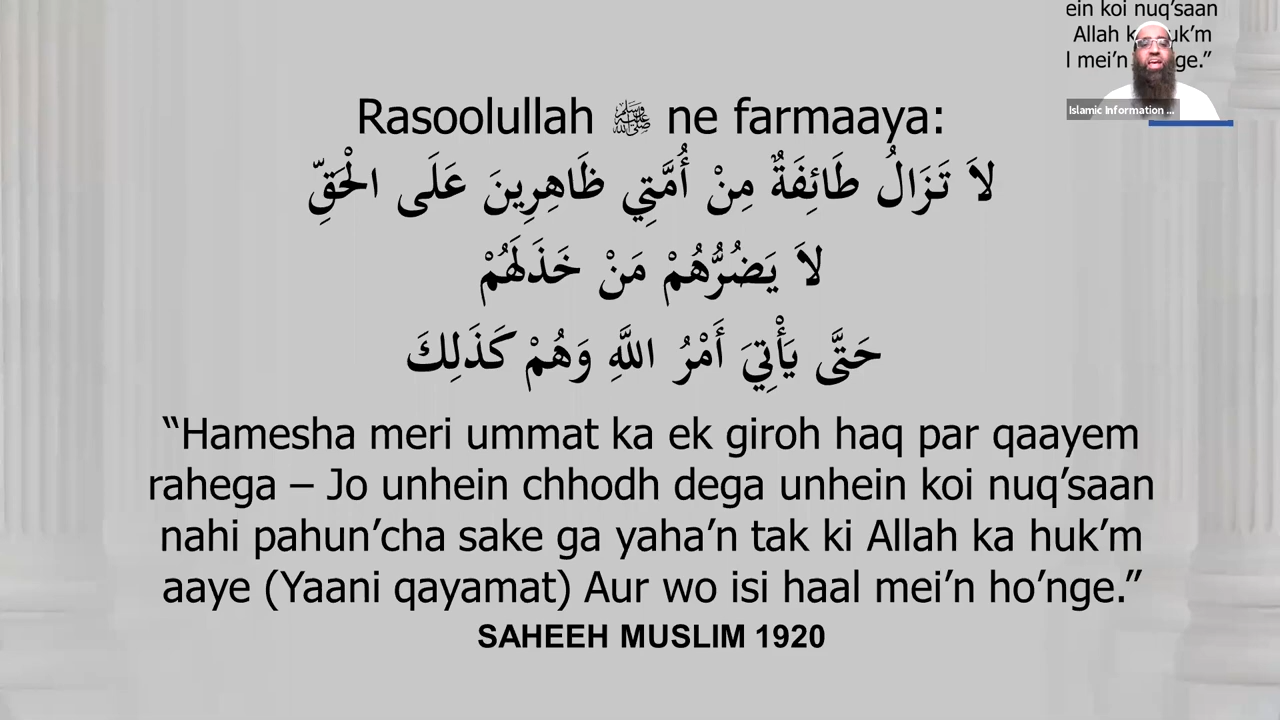 ein koi nuq’saan
Allah k uk’m
l mei’n nge.”
Islamic Information ...
Rasoolullah ﷺ ne farmaaya:
لاَ تَزَالُ طَائِفَةٌ مِنْ أُمَّتِي ظَاهِرِينَ عَلَى الْحَقِّ
لاَ يَضُرُّهُمْ مَنْ خَذَلَهُمْ
حَتَّى يَأْتِيَ أَمْرُ اللَّهِ وَهُمْ كَذَلِكَ
“Hamesha meri ummat ka ek giroh haq par qaayem
rahega – Jo unhein chhodh dega unhein koi nuq’saan
nahi pahun’cha sake ga yaha’n tak ki Allah ka huk’m
aaye (Yaani qayamat) Aur wo isi haal mei’n ho’nge.”
SAHEEH MUSLIM 1920